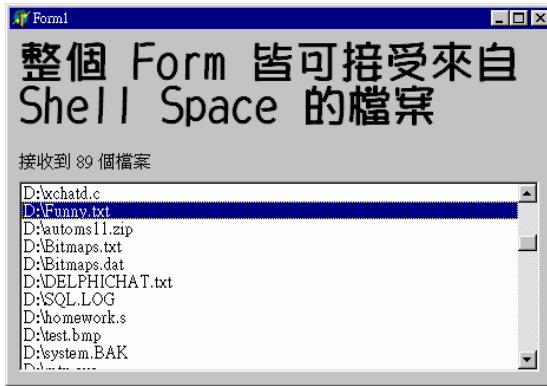 Form1
整個 Form 皆可接受來自
Shell Space 的檔案
接收到 89 個檔案
D:\xchatd.c
D:\Funny.txt
D:\automs11.zip
D:\Bitmaps.txt
D:\Bitmaps.dat
D:\DELPHICHAT.txt
D:\SQL.LOG
D:\homework.s
D:\test.bmp
D:\system.BAK